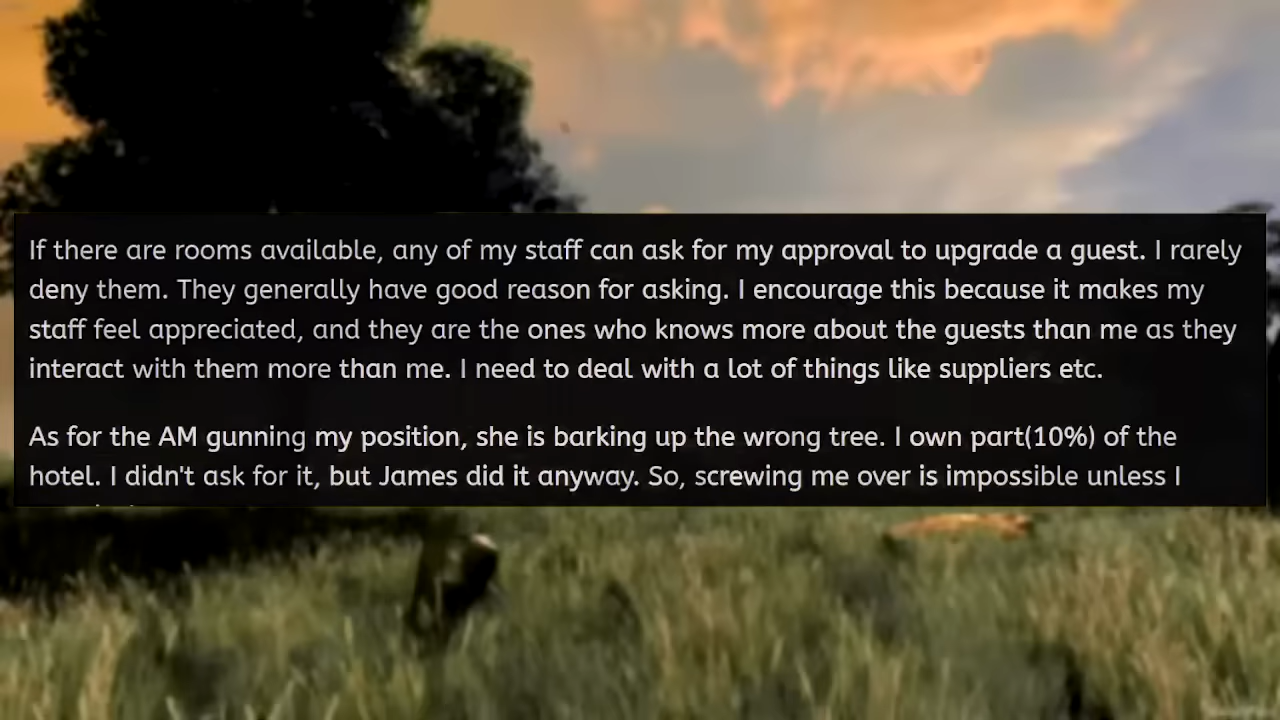 If there are rooms available, any of my staff can ask for my approval to upgrade a guest. I rarely
deny them. They generally have good reason for asking. I encourage this because it makes my
staff feel appreciated, and they are the ones who knows more about the guests than me as they
interact with them more than me. I need to deal with a lot of things like suppliers etc.
As for the AM gunning my position, she is barking up the wrong tree. I own part(10%) of the
hotel. I didn't ask for it, but James did it anyway. So, screwing me over is impossible unless I